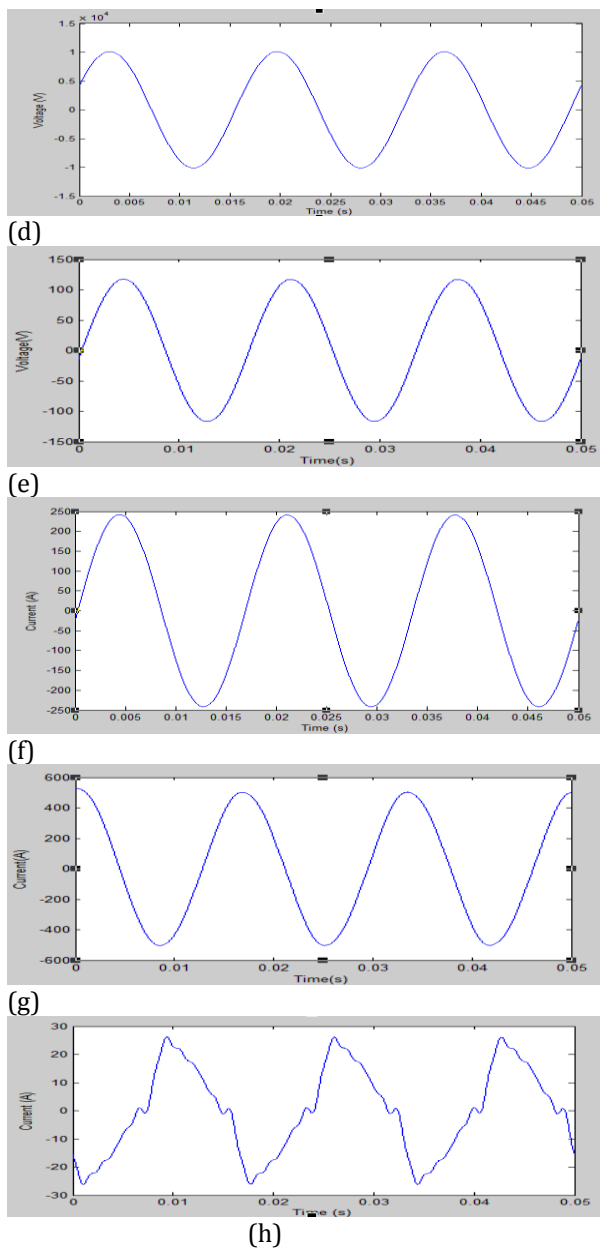 × 10⁴
1.5
1
0.5
0
-0.5
-1
-1.5
Voltage (V)
0 0.005 0.01 0.015 0.02 0.025 0.03 0.035 0.04 0.045 0.05
Time (s)
(d)
150
100
50
0
-50
-100
-150
Voltage(V)
0 0.01 0.02 0.03 0.04 0.05
Time(s)
(e)
250
200
150
100
50
0
-50
-100
-150
-200
-250
Current (A)
0 0.005 0.01 0.015 0.02 0.025 0.03 0.035 0.04 0.045 0.05
Time (s)
(f)
600
400
200
0
-200
-400
-600
Current(A)
0 0.01 0.02 0.03 0.04 0.05
Time(s)
(g)
30
20
10
0
-10
-20
-30
Current (A)
0 0.01 0.02 0.03 0.04 0.05
Time (s)
(h)